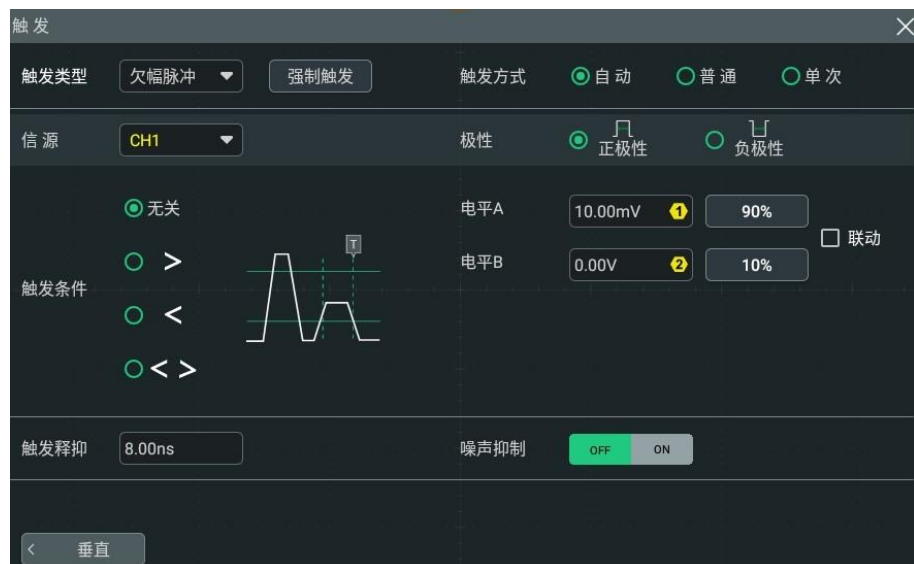 触发
触发类型 欠幅脉冲 强制触发 触发方式 自动 普通 单次
信源 CH1 极性 正极性 负极性
无关 电平A 10.00mV 1 90%
联动
> T 电平B 0.00V 2 10%
触发条件
<
< >
触发释抑 8.00ns 噪声抑制 OFF ON
< 垂直